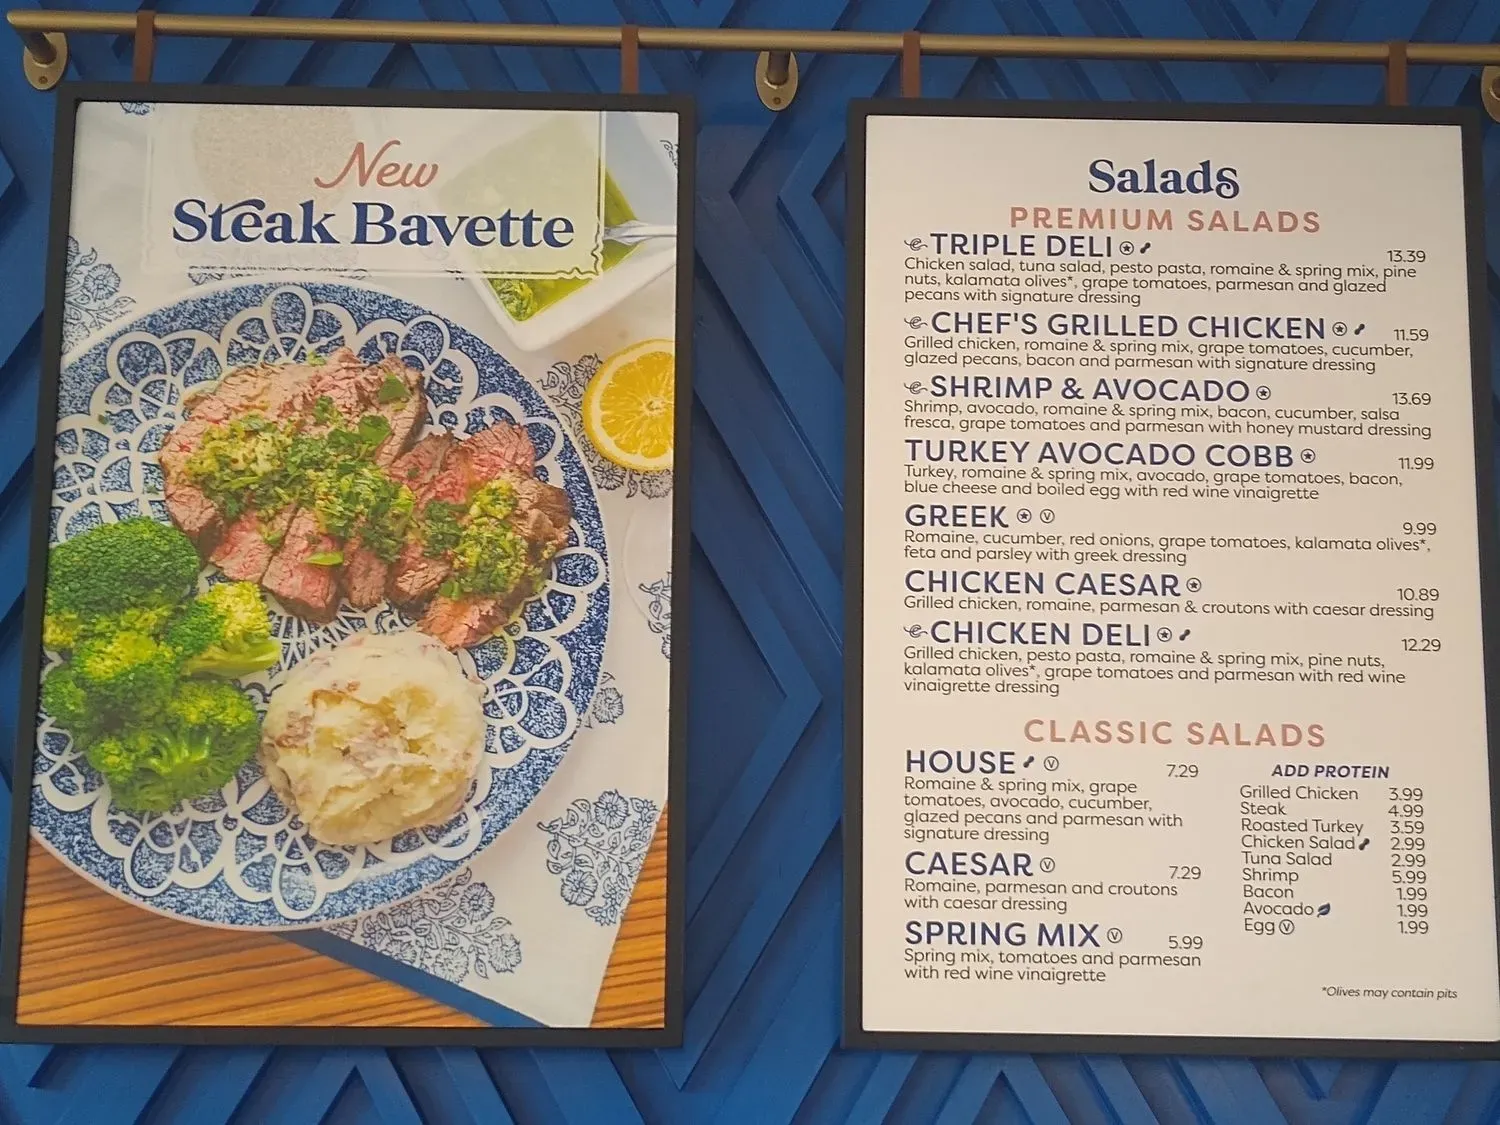 New
Steak Bavette
Salads
PREMIUM SALADS
TRIPLE DELI 13.39
Chicken salad, tuna salad, pesto pasta, romaine & spring mix, pine
nuts, kalamata olives*, grape tomatoes, parmesan and glazed
pecans with signature dressing
CHEF'S GRILLED CHICKEN 11.59
Grilled chicken, romaine & spring mix, grape tomatoes, cucumber,
glazed pecans, bacon and parmesan with signature dressing
SHRIMP & AVOCADO 13.69
Shrimp, avocado, romaine & spring mix, bacon, cucumber, salsa
fresca, grape tomatoes and parmesan with honey mustard dressing
TURKEY AVOCADO COBB 11.99
Turkey, romaine & spring mix, avocado, grape tomatoes, bacon,
blue cheese and boiled egg with red wine vinaigrette
GREEK V 9.99
Romaine, cucumber, red onions, grape tomatoes, kalamata olives*,
feta and parsley with greek dressing
CHICKEN CAESAR 10.89
Grilled chicken, romaine, parmesan & croutons with caesar dressing
CHICKEN DELI 12.29
Grilled chicken, pesto pasta, romaine & spring mix, pine nuts,
kalamata olives*, grape tomatoes and parmesan with red wine
vinaigrette dressing
CLASSIC SALADS
HOUSE V 7.29
Romaine & spring mix, grape
tomatoes, avocado, cucumber,
glazed pecans and parmesan with
signature dressing
CAESAR V 7.29
Romaine, parmesan and croutons
with caesar dressing
SPRING MIX V 5.99
Spring mix, tomatoes and parmesan
with red wine vinaigrette
ADD PROTEIN
Grilled Chicken 3.99
Steak 4.99
Roasted Turkey 3.59
Chicken Salad 2.99
Tuna Salad 2.99
Shrimp 5.99
Bacon 1.99
Avocado 1.99
Egg V 1.99
*Olives may contain pits